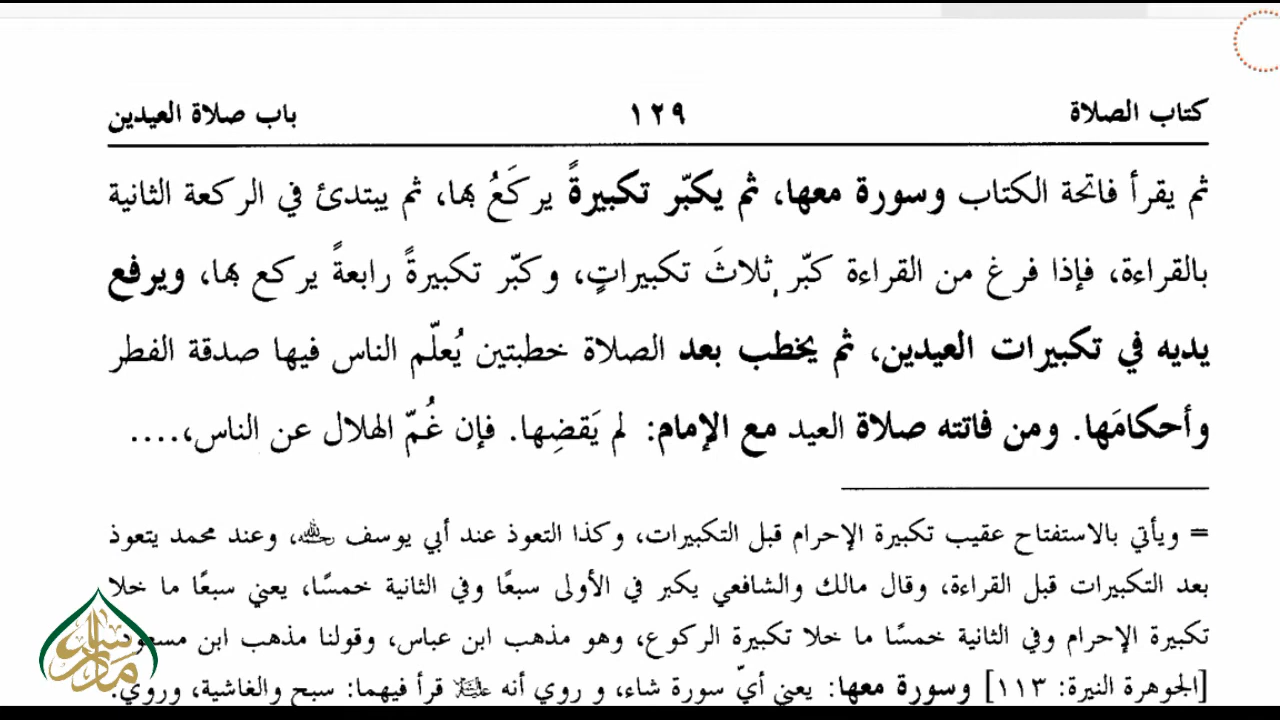 كتاب الصلاة ١٢٩ باب صلاة العيدين
ثم يقرأ فاتحة الكتاب وسورة معها، ثم يكبّر تكبيرةً يركَعُ بها، ثم يبتدئ في الركعة الثانية
بالقراءة، فإذا فرغ من القراءة كبّر ثلاثَ تكبيراتٍ، وكبّر تكبيرةً رابعةً يركع بها، ويرفع
يديه في تكبيرات العيدين، ثم يخطب بعد الصلاة خطبتين يُعلّم الناس فيها صدقة الفطر
وأحكامَها. ومن فاتته صلاة العيد مع الإمام: لم يَقضِها. فإن غُمّ الهلال عن الناس،....
= ويأتي بالاستفتاح عقيب تكبيرة الإحرام قبل التكبيرات، وكذا التعوذ عند أبي يوسف رحمه الله، وعند محمد يتعوذ
بعد التكبيرات قبل القراءة، وقال مالك والشافعي يكبر في الأولى سبعًا وفي الثانية خمسًا، يعني سبعًا ما خلا
تكبيرة الإحرام وفي الثانية خمسًا ما خلا تكبيرة الركوع، وهو مذهب ابن عباس، وقولنا مذهب ابن مسعود.
[الجوهرة النيرة: ١١٣] وسورة معها: يعني أيّ سورة شاء، و روي أنه عليه السلام قرأ فيهما: سبح والغاشية، وروي: